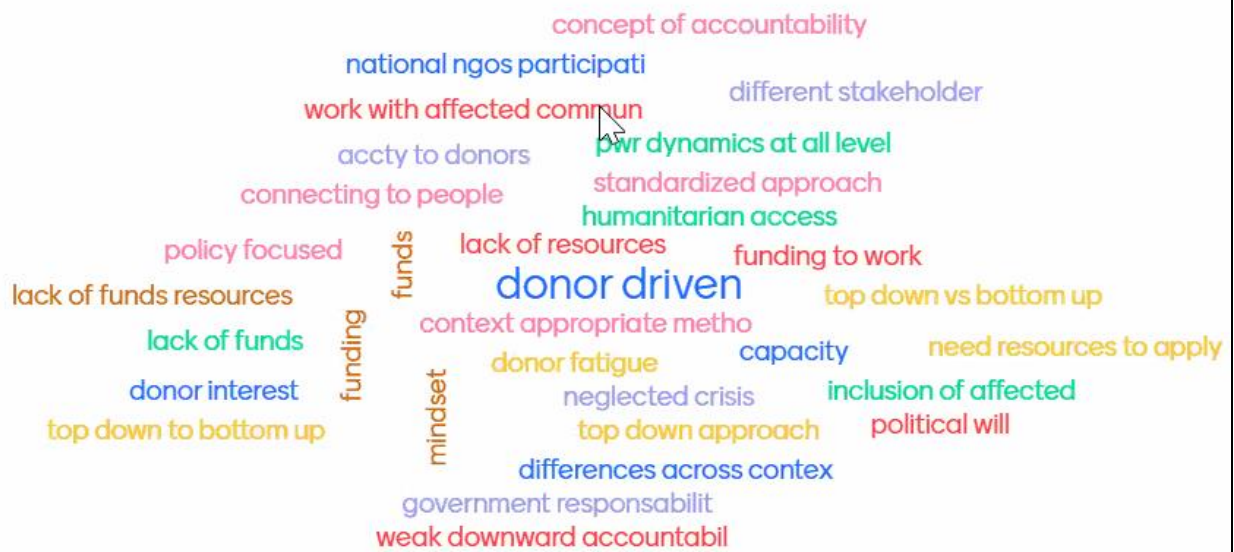 concept of accountability
national ngos participati
different stakeholder
work with affected commun
pwr dynamics at all level
accty to donors
standardized approach
connecting to people
humanitarian access
policy focused
funds
lack of resources
funding to work
donor driven
lack of funds resources
top down vs bottom up
context appropriate metho
lack of funds
funding
capacity
need resources to apply
donor fatigue
donor interest
mindset
neglected crisis
inclusion of affected
top down to bottom up
top down approach
political will
differences across contex
government responsabilit
weak downward accountabil